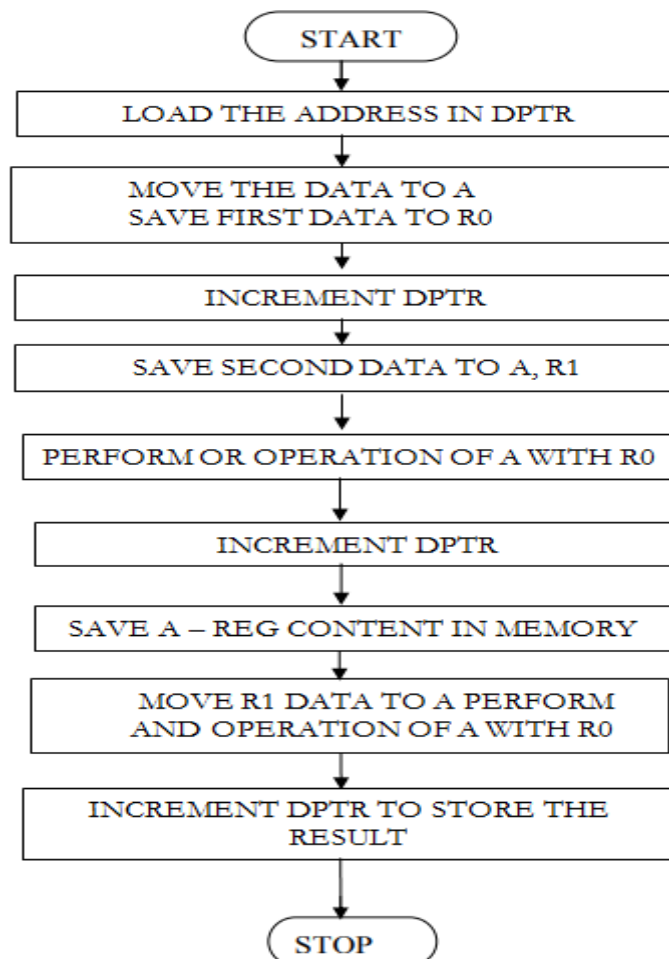 START
LOAD THE ADDRESS IN DPTR
MOVE THE DATA TO A
SAVE FIRST DATA TO R0
INCREMENT DPTR
SAVE SECOND DATA TO A, R1
PERFORM OR OPERATION OF A WITH R0
INCREMENT DPTR
SAVE A – REG CONTENT IN MEMORY
MOVE R1 DATA TO A PERFORM
AND OPERATION OF A WITH R0
INCREMENT DPTR TO STORE THE
RESULT
STOP